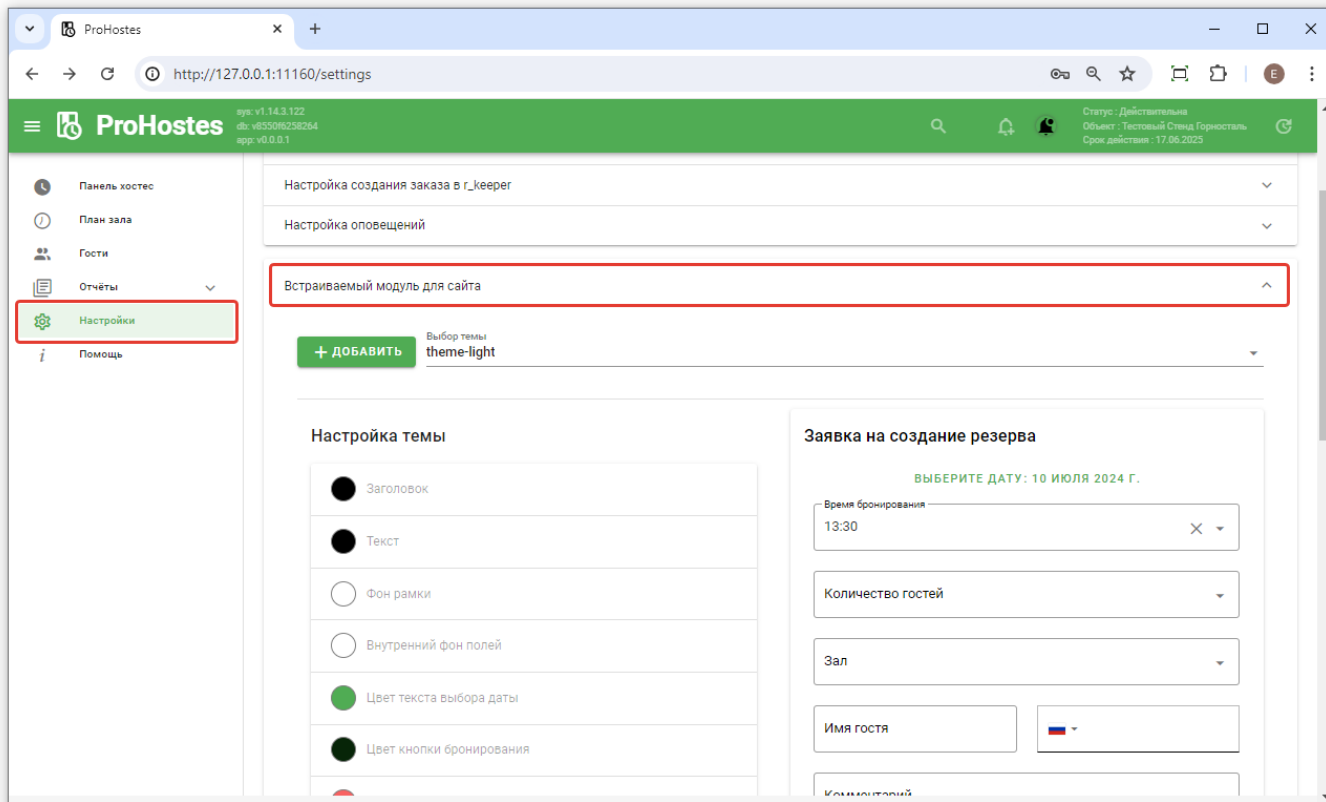 ProHostes
http://127.0.0.1:11160/settings
E
ProHostes
sys: v1.14.3.122
db: v8550f6258264
app: v0.0.0.1
Статус : Действительна
Объект : Тестовый Стенд Горносталь
Срок действия : 17.06.2025
Панель хостес
План зала
Гости
Отчёты
Настройки
Помощь
Настройка создания заказа в r_keeper
Настройка оповещений
Встраиваемый модуль для сайта
+ ДОБАВИТЬ
Выбор темы
theme-light
Настройка темы
Заголовок
Текст
Фон рамки
Внутренний фон полей
Цвет текста выбора даты
Цвет кнопки бронирования
Заявка на создание резерва
ВЫБЕРИТЕ ДАТУ: 10 ИЮЛЯ 2024 Г.
Время бронирования
13:30
Количество гостей
Зал
Имя гостя
Комментарий